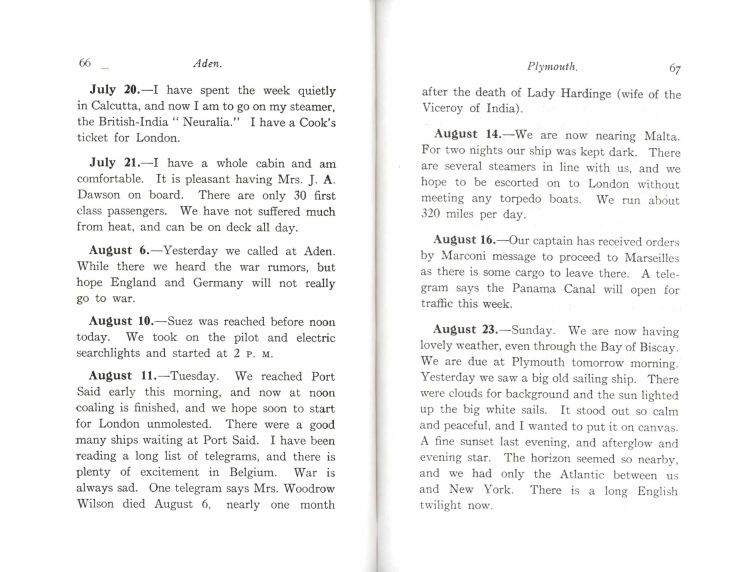 66 Aden.
July 20.—I have spent the week quietly
in Calcutta, and now I am to go on my steamer,
the British-India “ Neuralia.” I have a Cook's
ticket for London.
July 21.—I have a whole cabin and am
comfortable. It is pleasant having Mrs. J. A.
Dawson on board. There are only 30 first
class passengers. We have not suffered much
from heat, and can be on deck all day.
August 6.—Yesterday we called at Aden.
While there we heard the war rumors, but
hope England and Germany will not really
go to war.
August 10.—Suez was reached before noon
today. We took on the pilot and electric
searchlights and started at 2 P. M.
August 11.—Tuesday. We reached Port
Said early this morning, and now at noon
coaling is finished, and we hope soon to start
for London unmolested. There were a good
many ships waiting at Port Said. I have been
reading a long list of telegrams, and there is
plenty of excitement in Belgium. War is
always sad. One telegram says Mrs. Woodrow
Wilson died August 6, nearly one month
Plymouth. 67
after the death of Lady Hardinge (wife of the
Viceroy of India).
August 14.—We are now nearing Malta.
For two nights our ship was kept dark. There
are several steamers in line with us, and we
hope to be escorted on to London without
meeting any torpedo boats. We run about
320 miles per day.
August 16.—Our captain has received orders
by Marconi message to proceed to Marseilles
as there is some cargo to leave there. A tele-
gram says the Panama Canal will open for
traffic this week.
August 23.—Sunday. We are now having
lovely weather, even through the Bay of Biscay.
We are due at Plymouth tomorrow morning.
Yesterday we saw a big old sailing ship. There
were clouds for background and the sun lighted
up the big white sails. It stood out so calm
and peaceful, and I wanted to put it on canvas.
A fine sunset last evening, and afterglow and
evening star. The horizon seemed so nearby,
and we had only the Atlantic between us
and New York. There is a long English
twilight now.